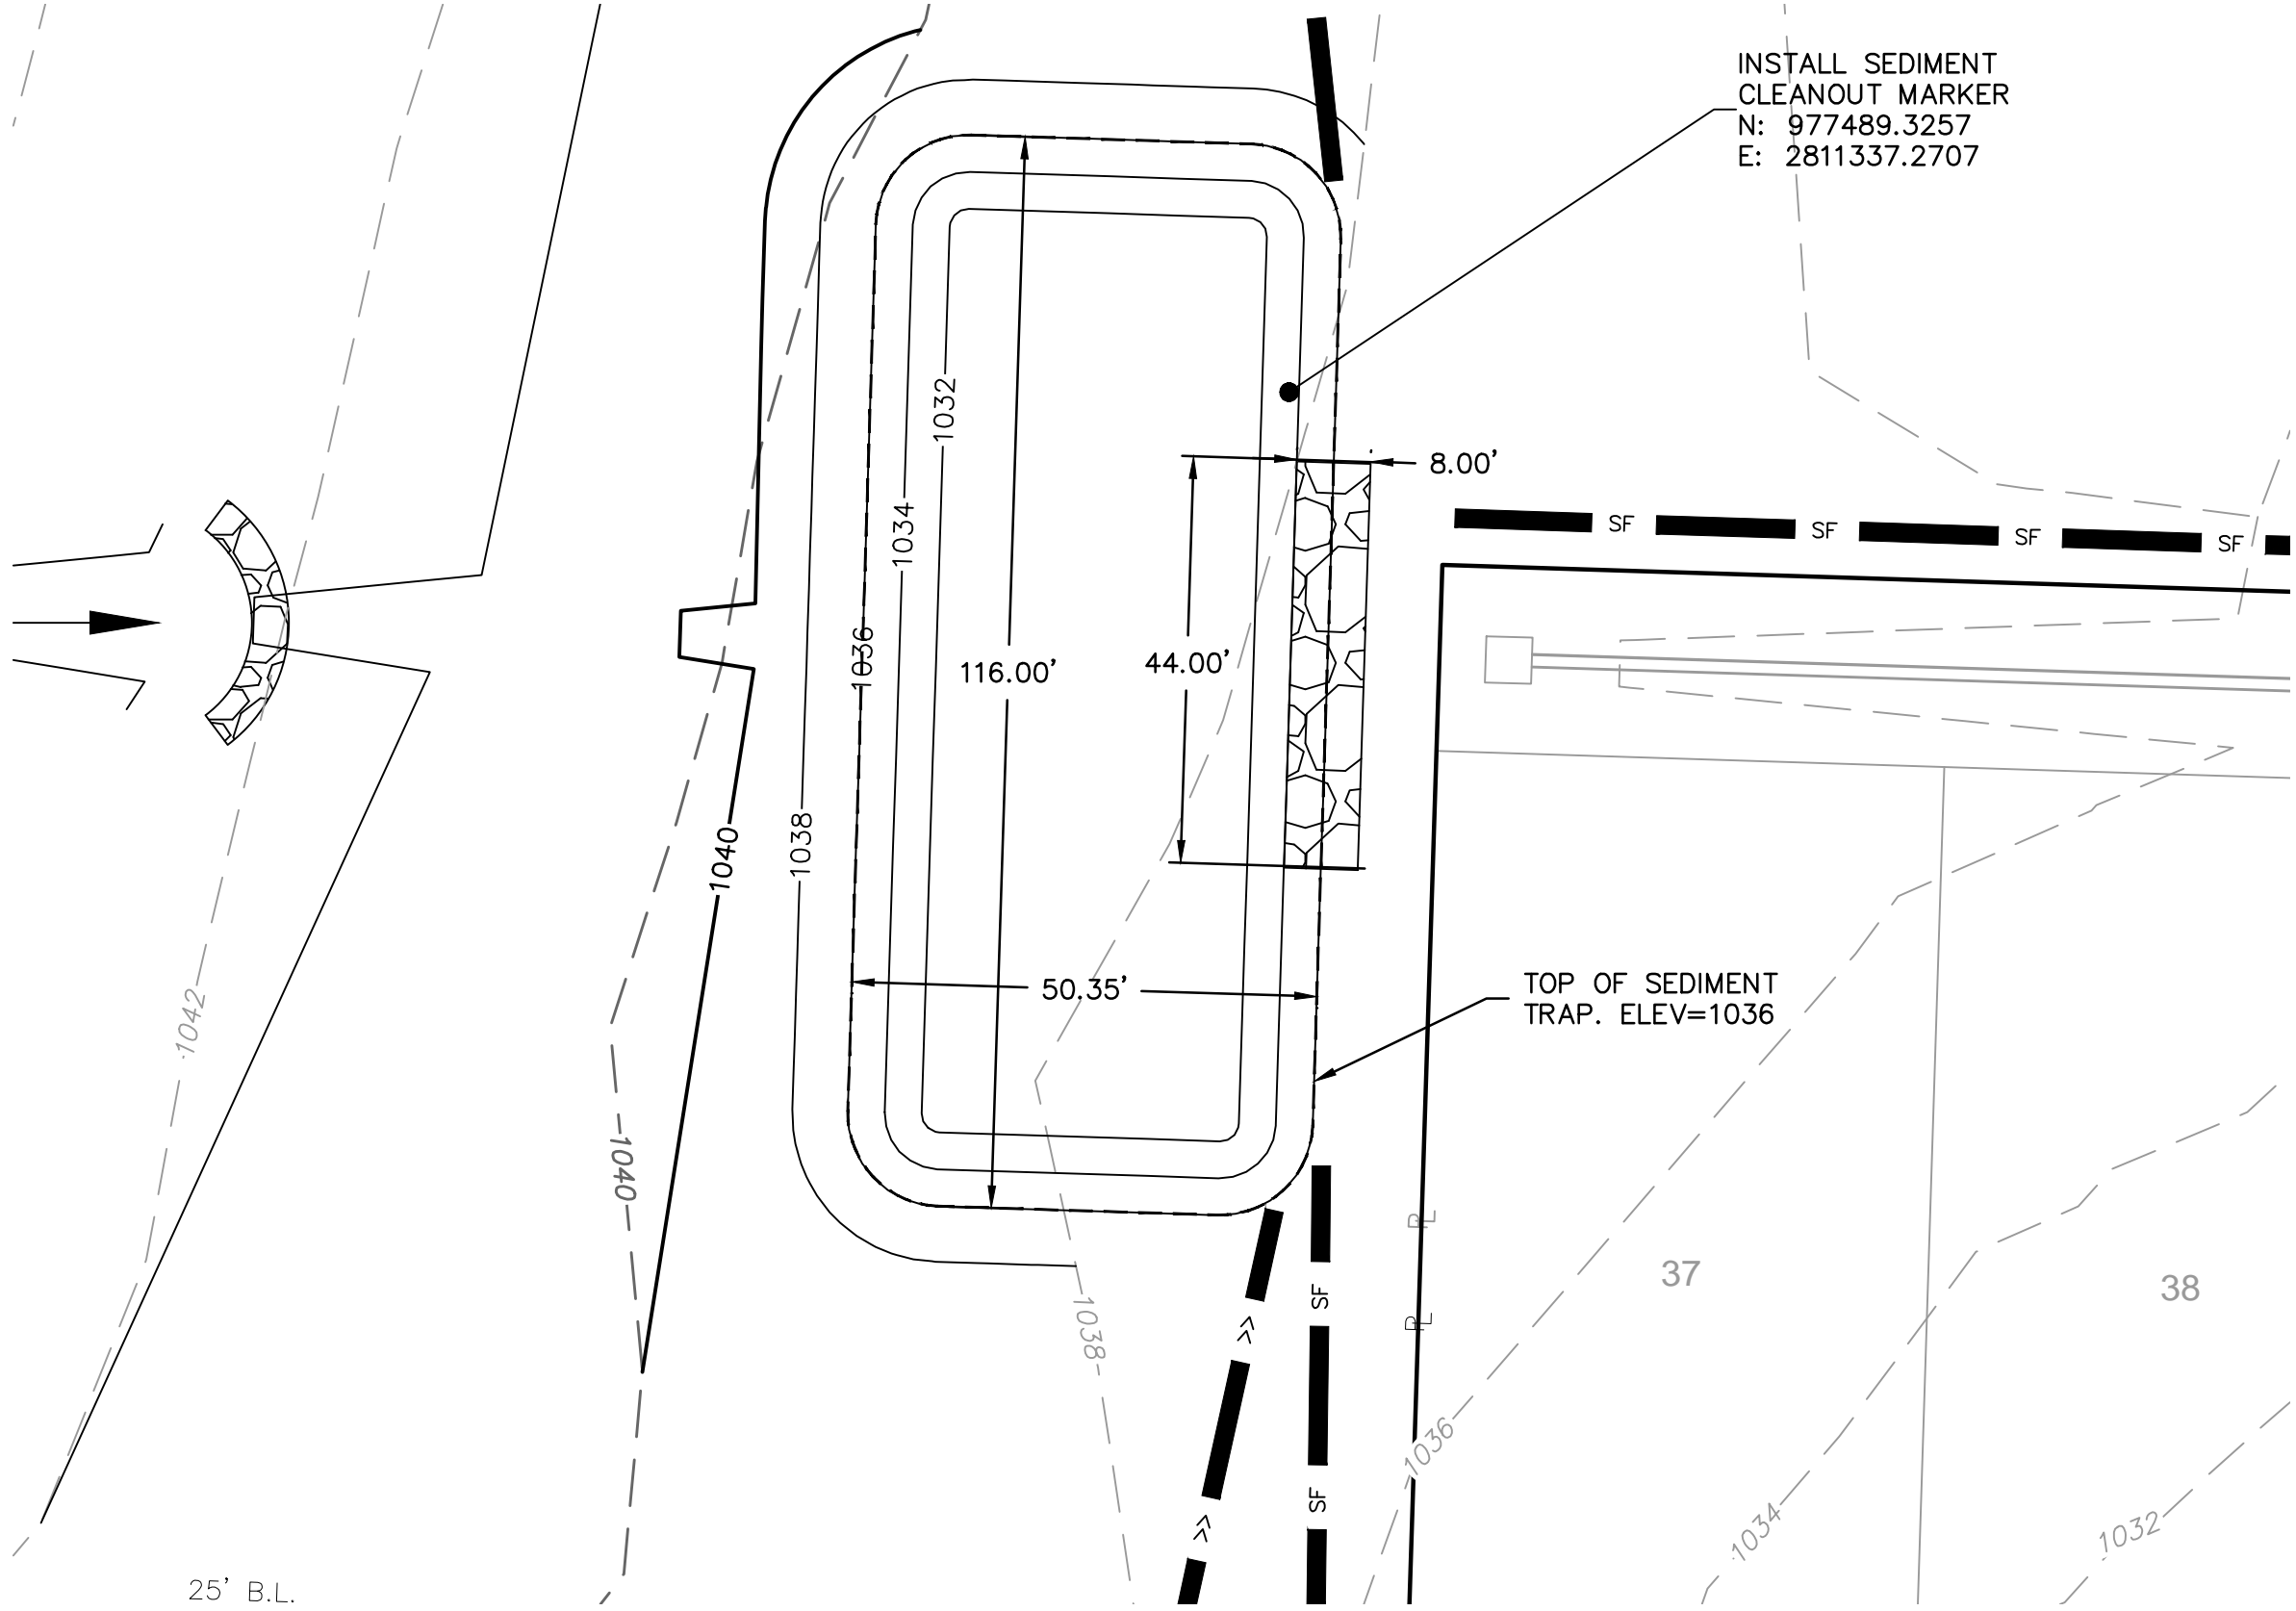 INSTALL SEDIMENT
CLEANOUT MARKER
N: 977489.3257
E: 2811337.2707
1032
8.00'
1034
SF
SF
SF
SF
1036
116.00'
44.00'
1038
1040
50.35'
TOP OF SEDIMENT
TRAP. ELEV=1036
1042
1040
PL
37
38
SF
PL
1038
1036
SF
1034
1032
25' B.L.